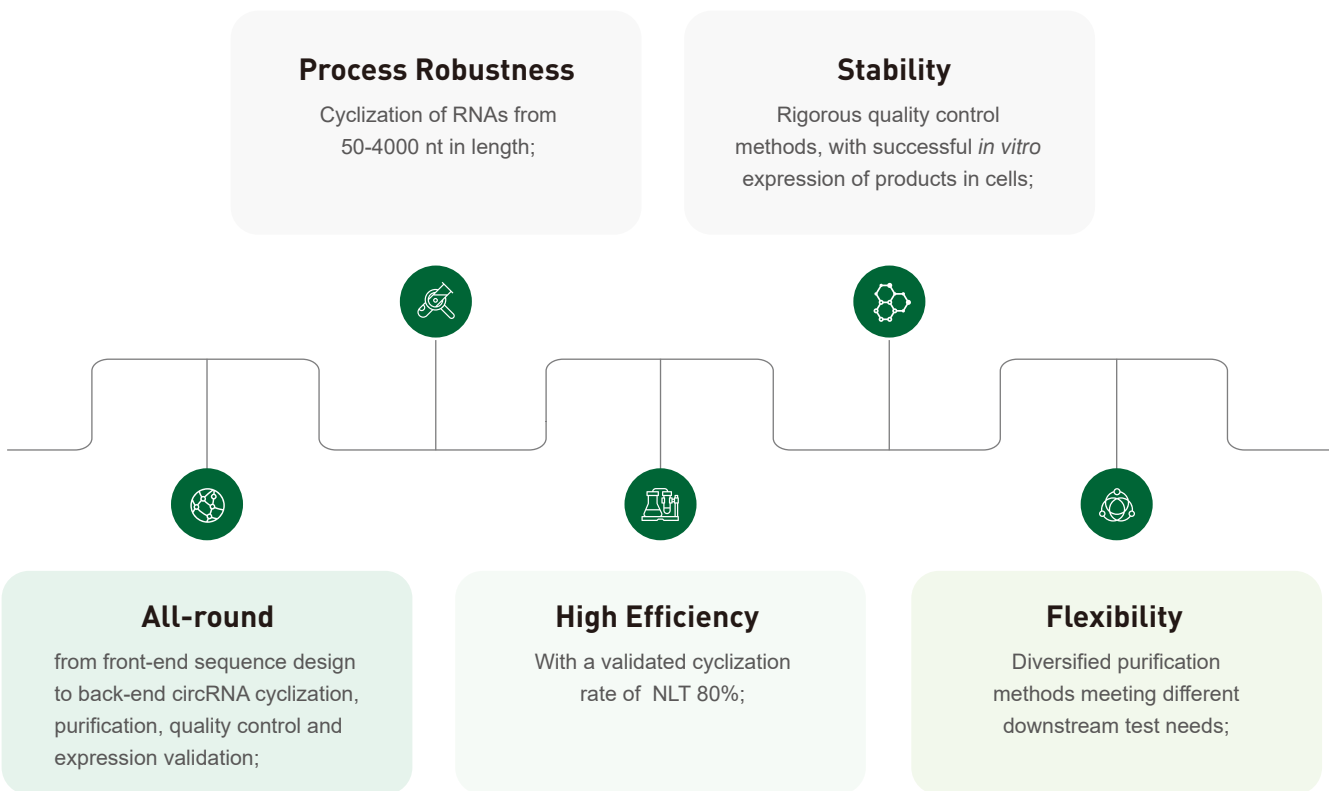 Process Robustness
Cyclization of RNAs from
50-4000 nt in length;
Stability
Rigorous quality control
methods, with successful in vitro
expression of products in cells;
All-round
from front-end sequence design
to back-end circRNA cyclization,
purification, quality control and
expression validation;
High Efficiency
With a validated cyclization
rate of NLT 80%;
Flexibility
Diversified purification
methods meeting different
downstream test needs;